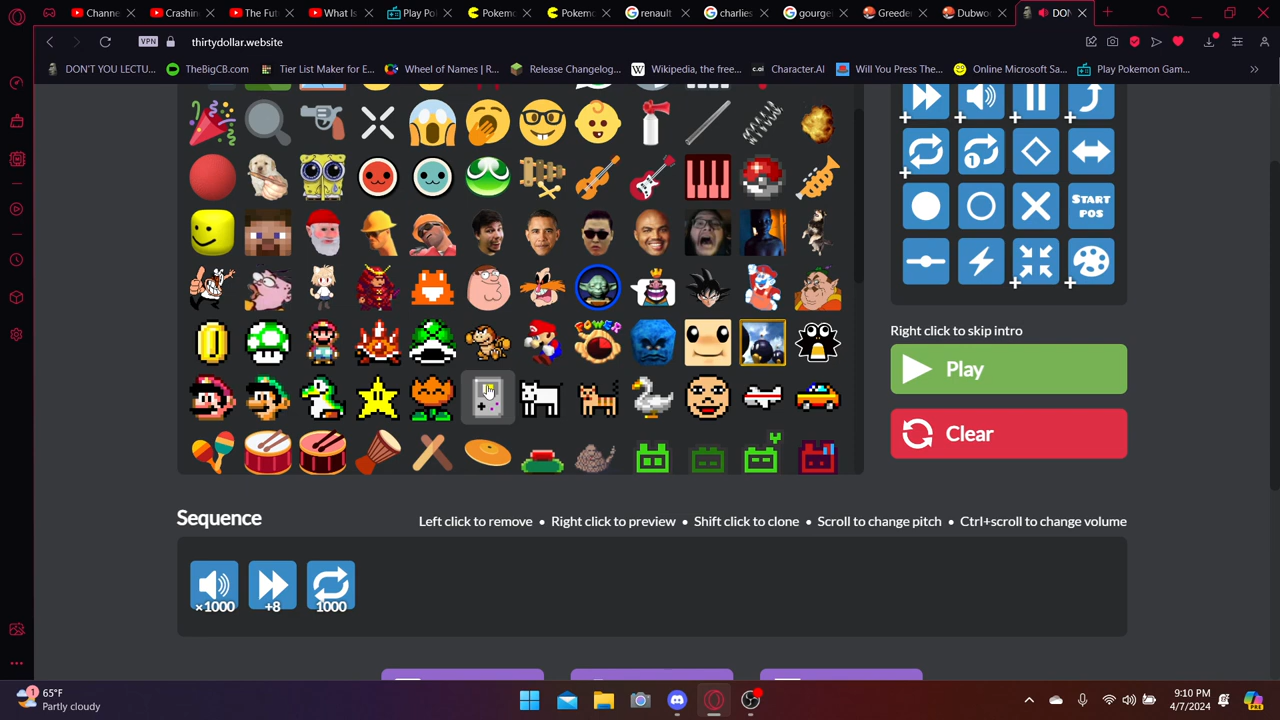 Channe
Crashin
The Fut
What Is
Play Po
Pokemo
Pokemo
renault
charlies
gourge
Greede
Dubwo
DON
VPN
thirtydollar.website
DON'T YOU LECTU...
TheBigCB.com
Tier List Maker for E...
Wheel of Names | R...
Release Changelog...
Wikipedia, the free...
Character.AI
Will You Press The...
Online Microsoft Sa...
Play Pokemon Gam...
START POS
POWER
Right click to skip intro
Play
Clear
Sequence
Left click to remove • Right click to preview • Shift click to clone • Scroll to change pitch • Ctrl+scroll to change volume
×1000
+8
1000
1
65°F
Partly cloudy
9:10 PM
4/7/2024
PRE